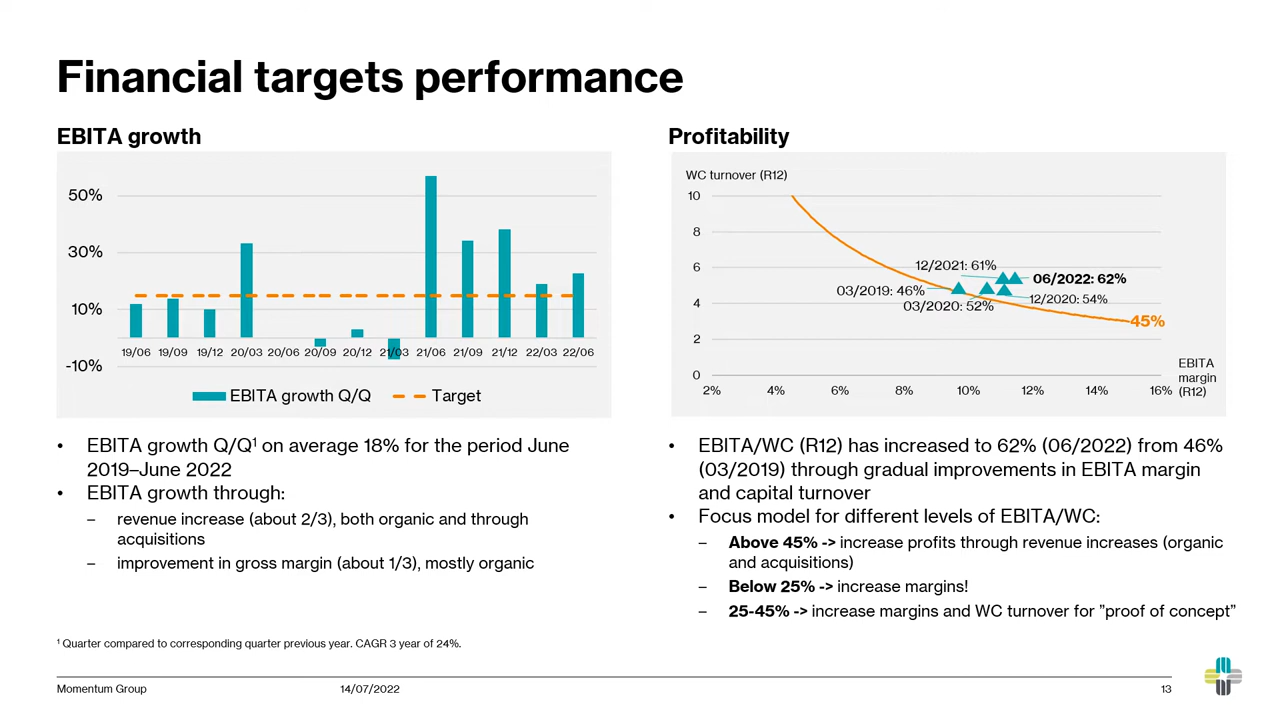 Financial targets performance
EBITA growth
50%
30%
10%
-10%
19/06 19/09 19/12 20/03 20/06 20/09 20/12 21/03 21/06 21/09 21/12 22/03 22/06
EBITA growth Q/Q Target
• EBITA growth Q/Q¹ on average 18% for the period June
2019–June 2022
• EBITA growth through:
– revenue increase (about 2/3), both organic and through
acquisitions
– improvement in gross margin (about 1/3), mostly organic
¹ Quarter compared to corresponding quarter previous year. CAGR 3 year of 24%.
Profitability
WC turnover (R12)
10
8
6
4
2
0
12/2021: 61%
06/2022: 62%
03/2019: 46%
12/2020: 54%
03/2020: 52%
45%
2% 4% 6% 8% 10% 12% 14% 16%
EBITA
margin
(R12)
• EBITA/WC (R12) has increased to 62% (06/2022) from 46%
(03/2019) through gradual improvements in EBITA margin
and capital turnover
• Focus model for different levels of EBITA/WC:
– Above 45% -> increase profits through revenue increases (organic
and acquisitions)
– Below 25% -> increase margins!
– 25-45% -> increase margins and WC turnover for ”proof of concept”
Momentum Group 14/07/2022 13